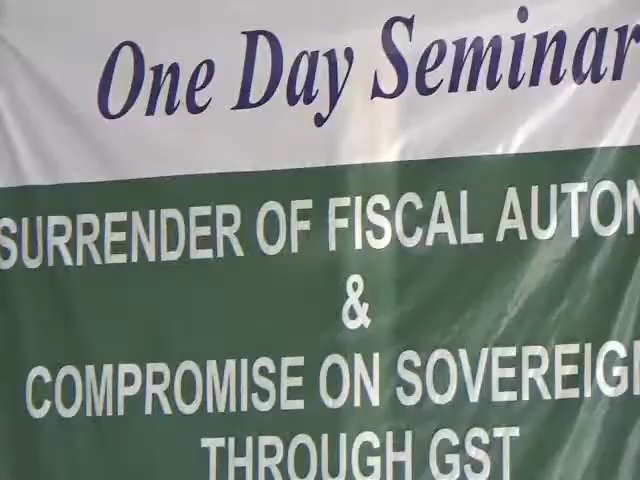 One Day Seminar
SURRENDER OF FISCAL AUTON
&
COMPROMISE ON SOVEREIG
THROUGH GST